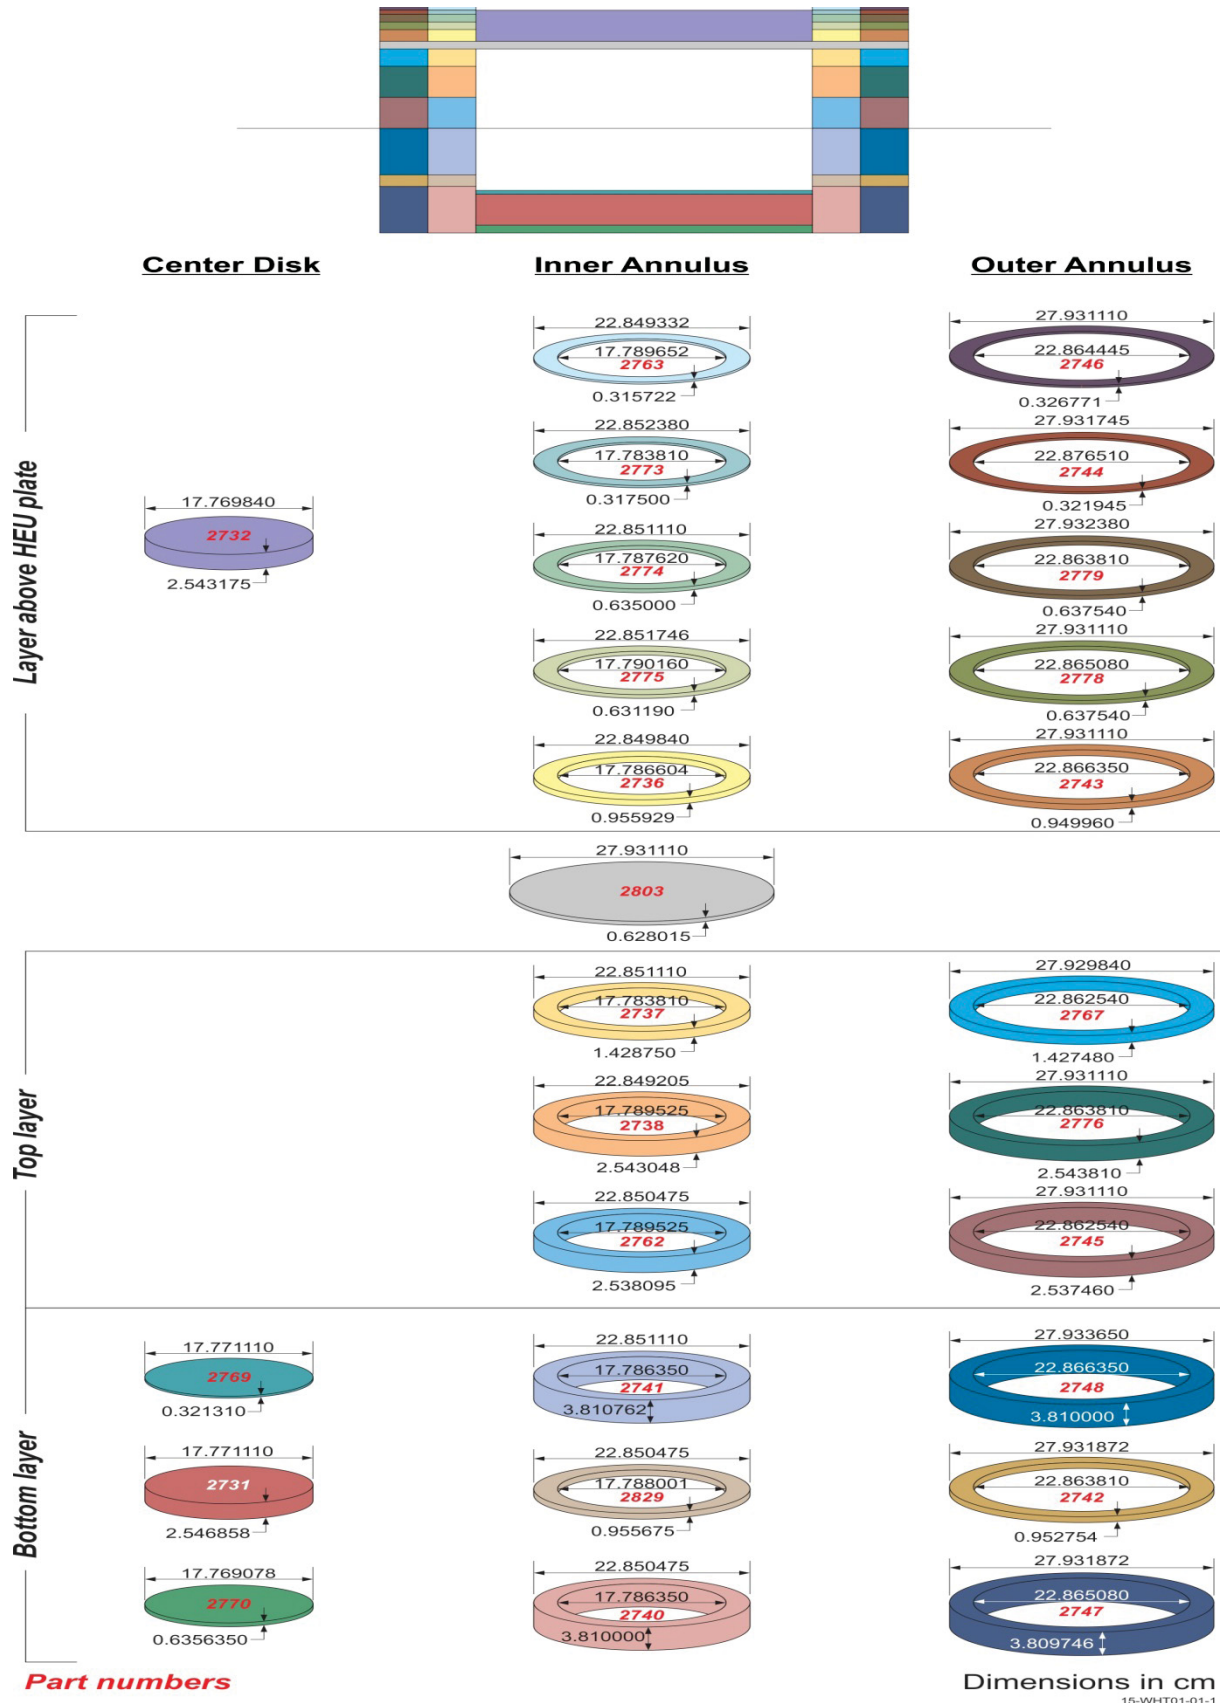 Center Disk Inner Annulus Outer Annulus
Layer above HEU plate
22.849332 27.931110
17.789652 22.864445
2763 2746
0.315722 0.326771
22.852380 27.931745
17.783810 22.876510
2773 2744
0.317500 0.321945
17.769840 22.851110 27.932380
2732 17.787620 22.863810
2774 2779
2.543175 0.635000 0.637540
22.851746 27.931110
17.790160 22.865080
2775 2778
0.631190 0.637540
22.849840 27.931110
17.786604 22.866350
2736 2743
0.955929 0.949960
27.931110
2803
0.628015
Top layer
22.851110 27.929840
17.783810 22.862540
2737 2767
1.428750 1.427480
22.849205 27.931110
17.789525 22.863810
2738 2776
2.543048 2.543810
22.850475 27.931110
17.789525 22.862540
2762 2745
2.538095 2.537460
Bottom layer
17.771110 22.851110 27.933650
2769 17.786350 22.866350
2741 2748
0.321310 3.810762 3.810000
17.771110 22.850475 27.931872
2731 17.788001 22.863810
2829 2742
2.546858 0.955675 0.952754
17.769078 22.850475 27.931872
2770 17.786350 22.865080
2740 2747
0.6356350 3.810000 3.809746
Part numbers Dimensions in cm
15-WHT01-01-1